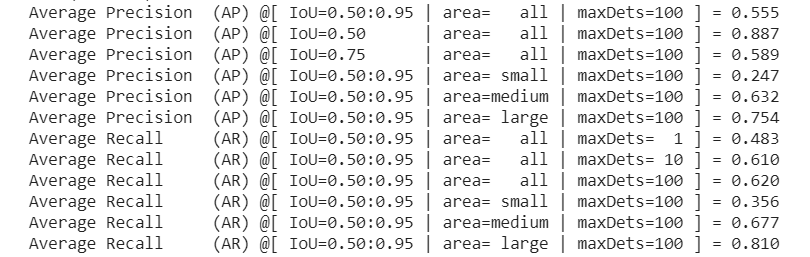 Average Precision  (AP) @[ IoU=0.50:0.95 | area=   all | maxDets=100 ] = 0.555
Average Precision  (AP) @[ IoU=0.50      | area=   all | maxDets=100 ] = 0.887
Average Precision  (AP) @[ IoU=0.75      | area=   all | maxDets=100 ] = 0.589
Average Precision  (AP) @[ IoU=0.50:0.95 | area= small | maxDets=100 ] = 0.247
Average Precision  (AP) @[ IoU=0.50:0.95 | area=medium | maxDets=100 ] = 0.632
Average Precision  (AP) @[ IoU=0.50:0.95 | area= large | maxDets=100 ] = 0.754
Average Recall     (AR) @[ IoU=0.50:0.95 | area=   all | maxDets=  1 ] = 0.483
Average Recall     (AR) @[ IoU=0.50:0.95 | area=   all | maxDets= 10 ] = 0.610
Average Recall     (AR) @[ IoU=0.50:0.95 | area=   all | maxDets=100 ] = 0.620
Average Recall     (AR) @[ IoU=0.50:0.95 | area= small | maxDets=100 ] = 0.356
Average Recall     (AR) @[ IoU=0.50:0.95 | area=medium | maxDets=100 ] = 0.677
Average Recall     (AR) @[ IoU=0.50:0.95 | area= large | maxDets=100 ] = 0.810